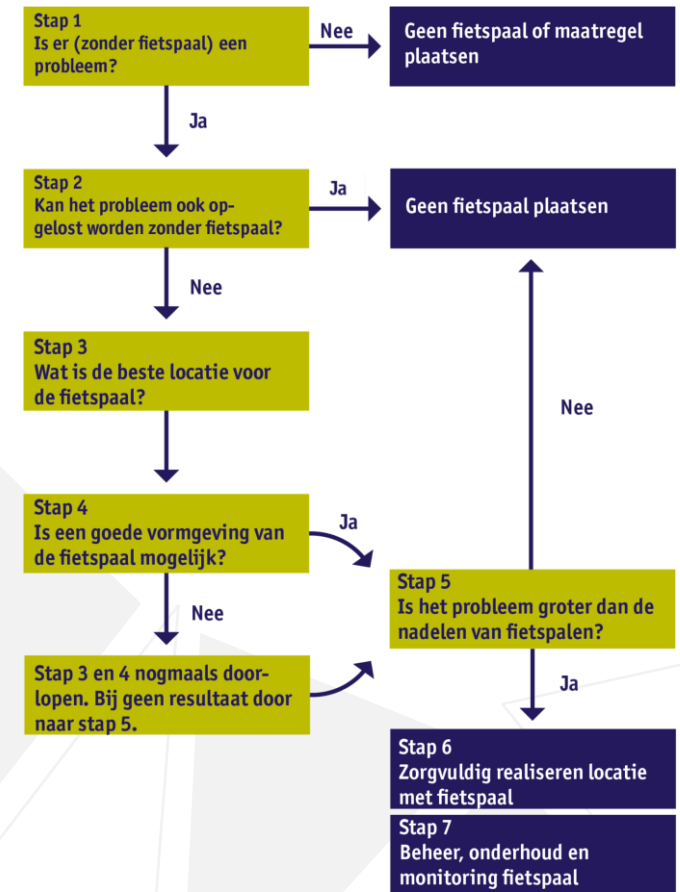 Stap 1
Is er (zonder fietspaal) een
probleem?
Nee
Geen fietspaal of maatregel
plaatsen
Ja
Stap 2
Kan het probleem ook op-
gelost worden zonder fietspaal?
Ja
Geen fietspaal plaatsen
Nee
Stap 3
Wat is de beste locatie voor
de fietspaal?
Nee
Stap 4
Is een goede vormgeving van
de fietspaal mogelijk?
Ja
Nee
Stap 3 en 4 nogmaals door-
lopen. Bij geen resultaat door
naar stap 5.
Stap 5
Is het probleem groter dan de
nadelen van fietspalen?
Ja
Stap 6
Zorgvuldig realiseren locatie
met fietspaal
Stap 7
Beheer, onderhoud en
monitoring fietspaal